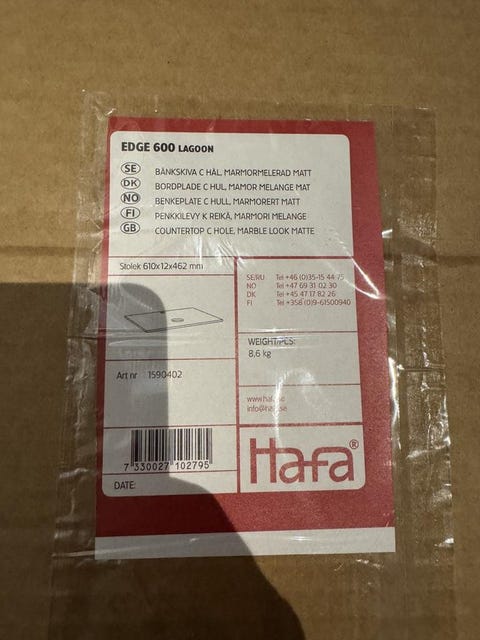 EDGE 600 LAGOON
SE BÄNKSKIVA C HÅL, MARMORMELERAD MATT
DK BORDPLADE C HUL, MAMOR MELANGE MAT
NO BENKEPLATE C HULL, MARMORERT MATT
FI PENKKILEVY K REIKÄ, MARMORI MELANGE
GB COUNTERTOP C HOLE, MARBLE LOOK MATTE
Stolek 610x12x462 mm
SE/RU Tel +46 (0)35-15 44 75
NO Tel +47 69 31 02 30
DK Tel +45 47 17 82 26
FI Tel +358 (0)9-61500940
WEIGHT/PCS:
8,6 kg
Art nr 1590402
www.hafa.se
info@hafa.se
7 330027 102795
Hafa®
DATE: